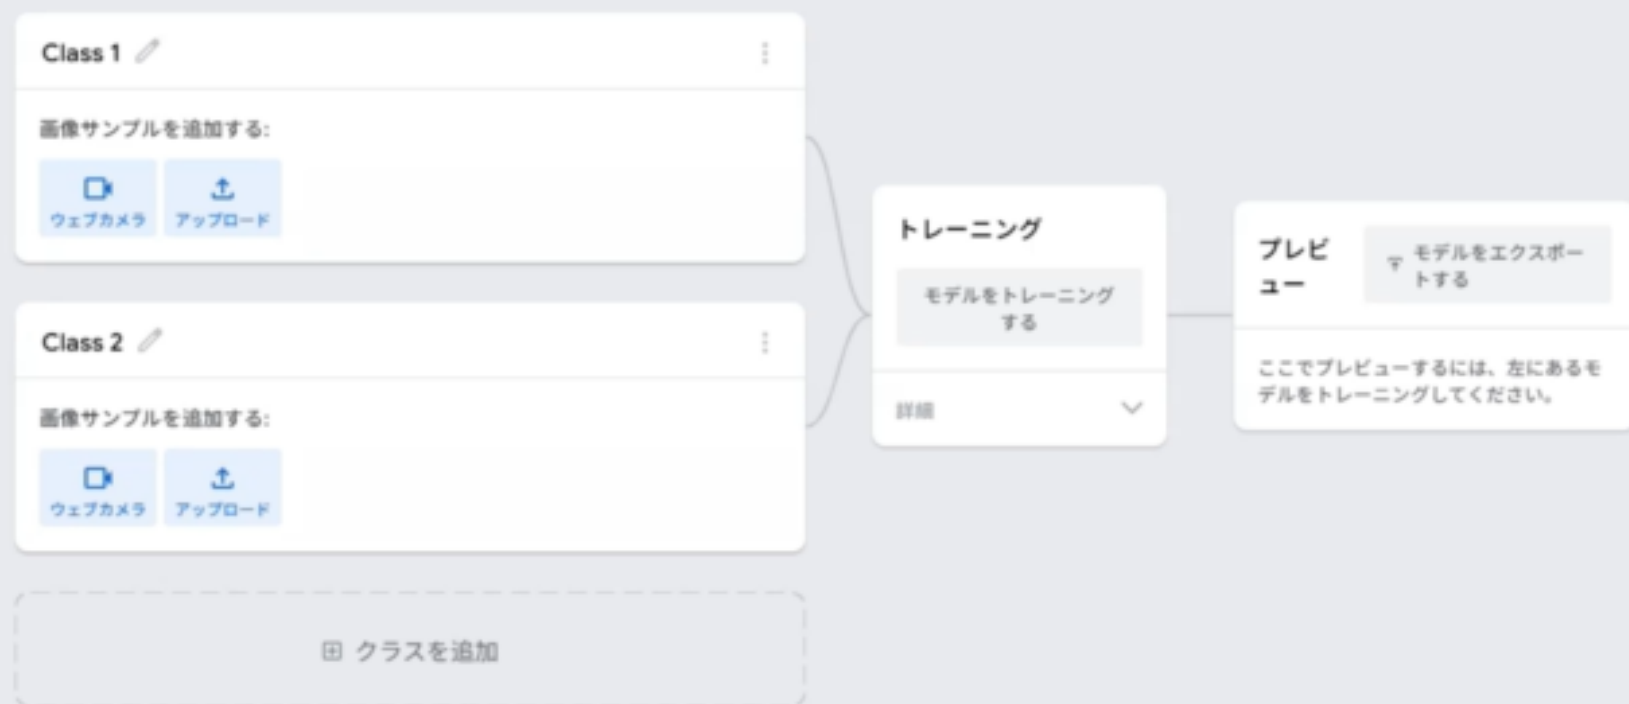 Class 1
画像サンプルを追加する:
ウェブカメラ
アップロード
Class 2
画像サンプルを追加する:
ウェブカメラ
アップロード
クラスを追加
トレーニング
モデルをトレーニング
する
詳細
プレビ
ュー
モデルをエクスポー
トする
ここでプレビューするには、左にあるモ
デルをトレーニングしてください。